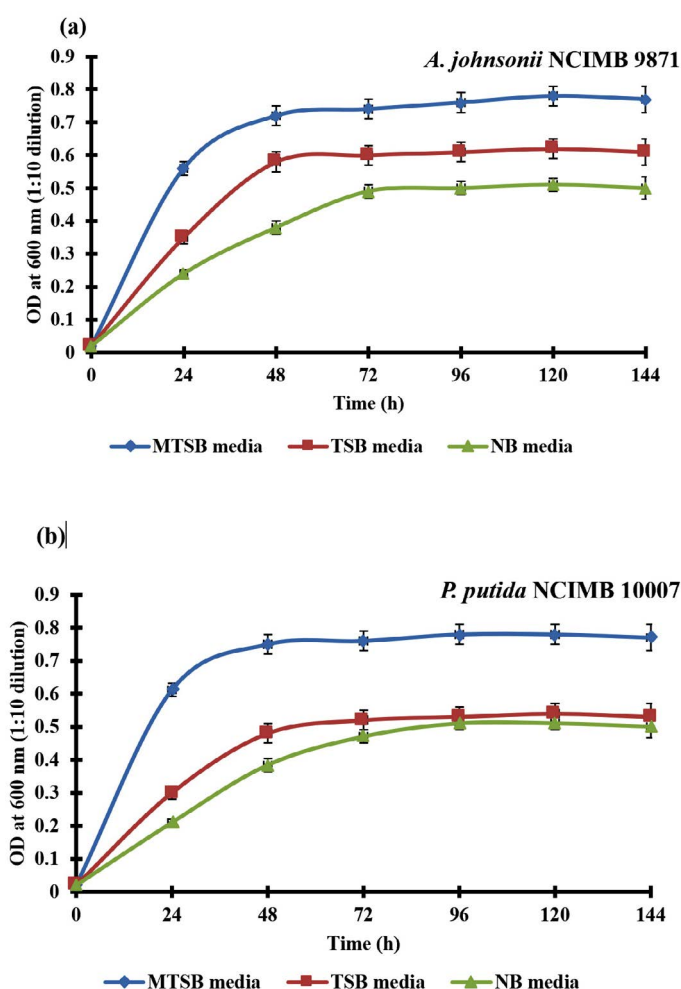 (a)
A. johnsonii NCIMB 9871
0.9
0.8
0.7
0.6
0.5
0.4
0.3
0.2
0.1
0
OD at 600 nm (1:10 dilution)
0 24 48 72 96 120 144
Time (h)
MTSB media TSB media NB media
(b)
P. putida NCIMB 10007
0.9
0.8
0.7
0.6
0.5
0.4
0.3
0.2
0.1
0
OD at 600 nm (1:10 dilution)
0 24 48 72 96 120 144
Time (h)
MTSB media TSB media NB media